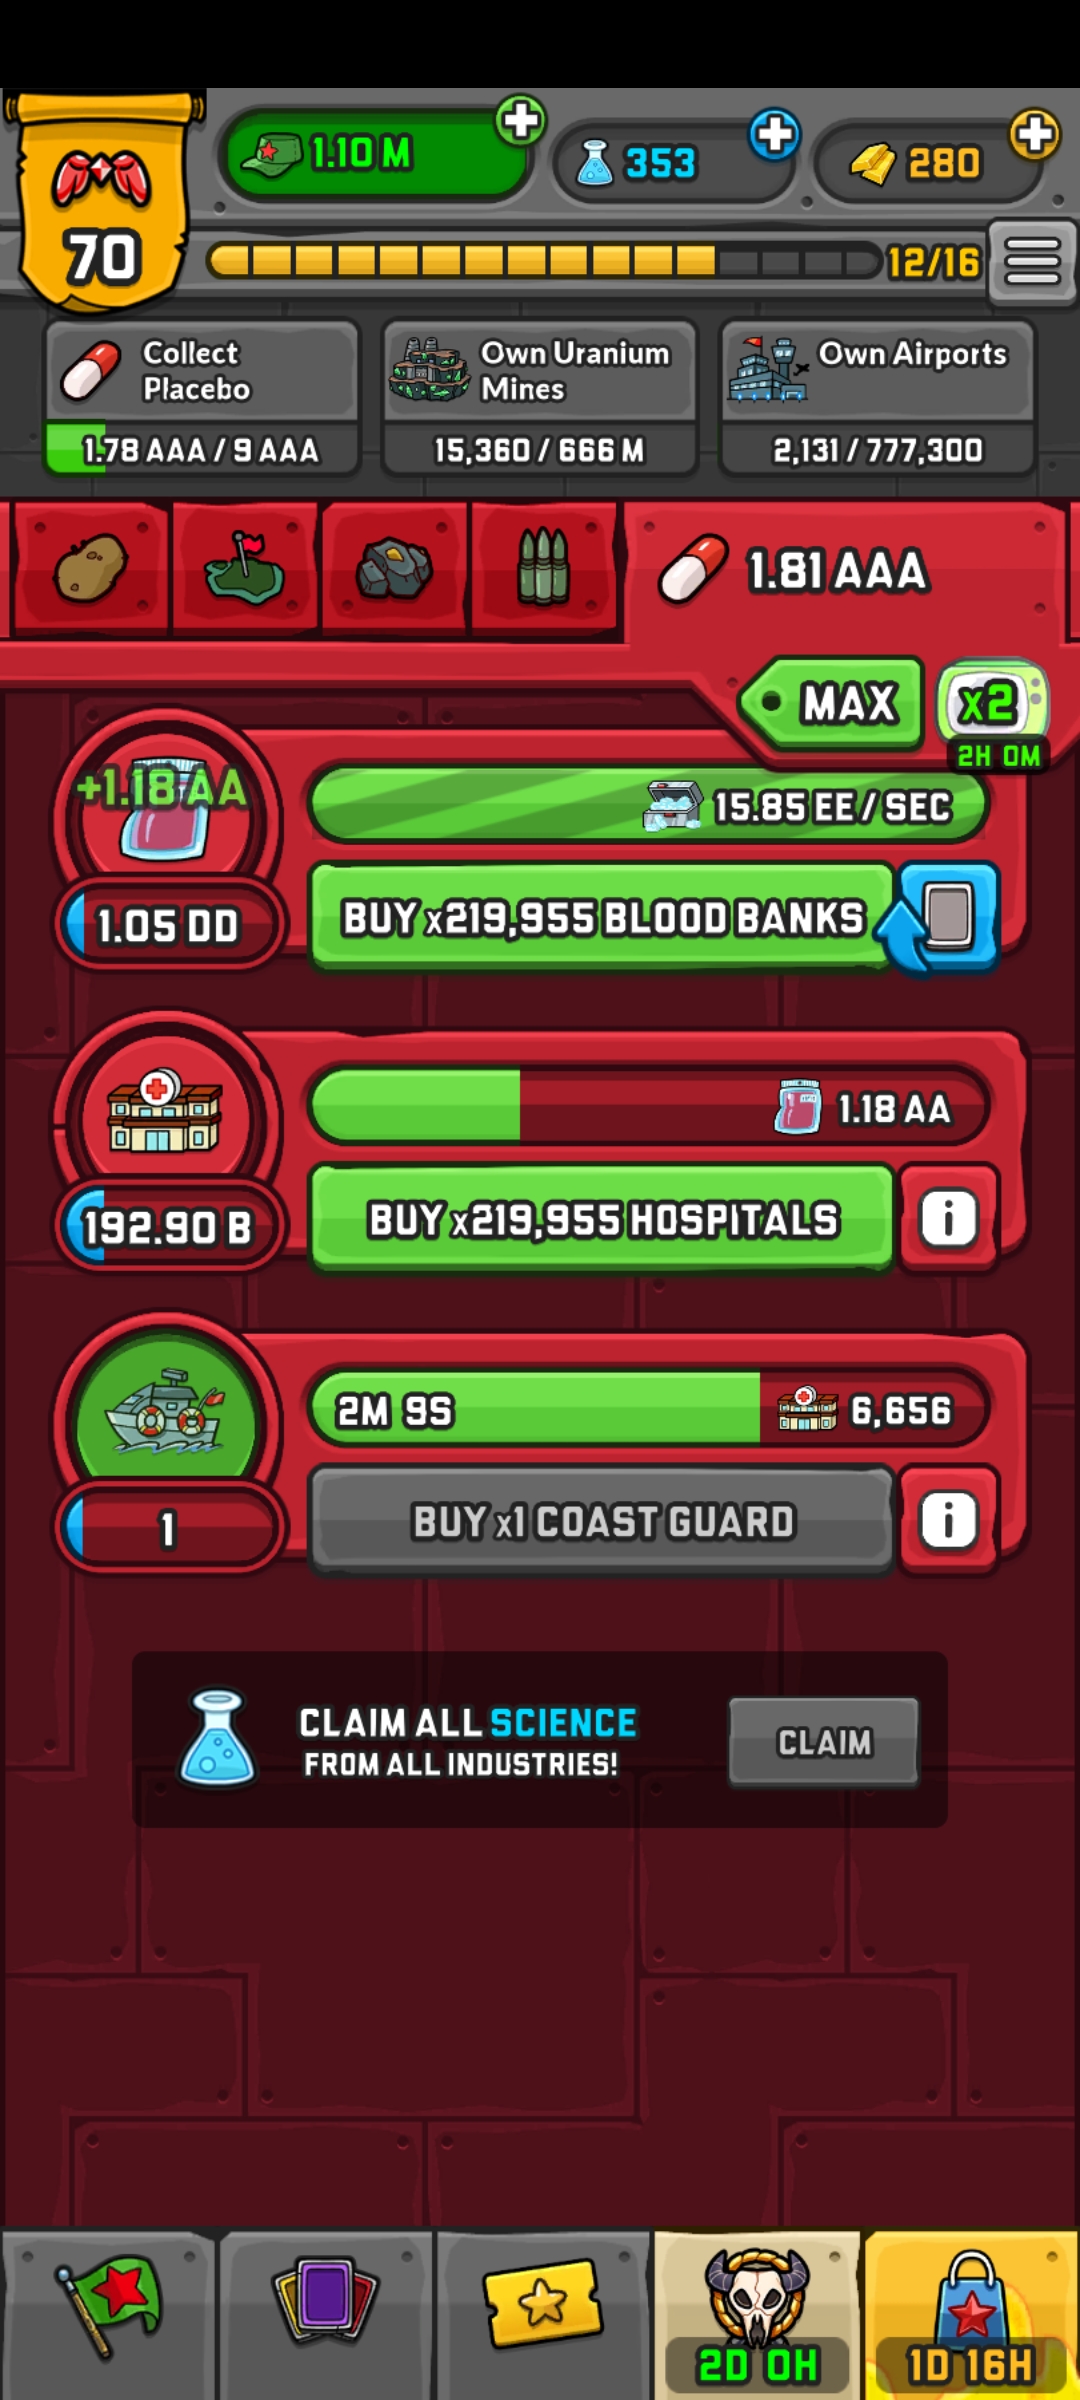 70
1.10 M
353
280
12/16
Collect
Placebo
1.78 AAA / 9 AAA
Own Uranium
Mines
15,360 / 666 M
Own Airports
2,131 / 777,300
1.81 AAA
MAX
x2
2H 0M
+1.18 AA
15.85 EE / SEC
1.05 DD
BUY x219,955 BLOOD BANKS
1.18 AA
192.90 B
BUY x219,955 HOSPITALS
i
2M 9S
6,656
1
BUY x1 COAST GUARD
i
CLAIM ALL SCIENCE
FROM ALL INDUSTRIES!
CLAIM
2D 0H
1D 16H